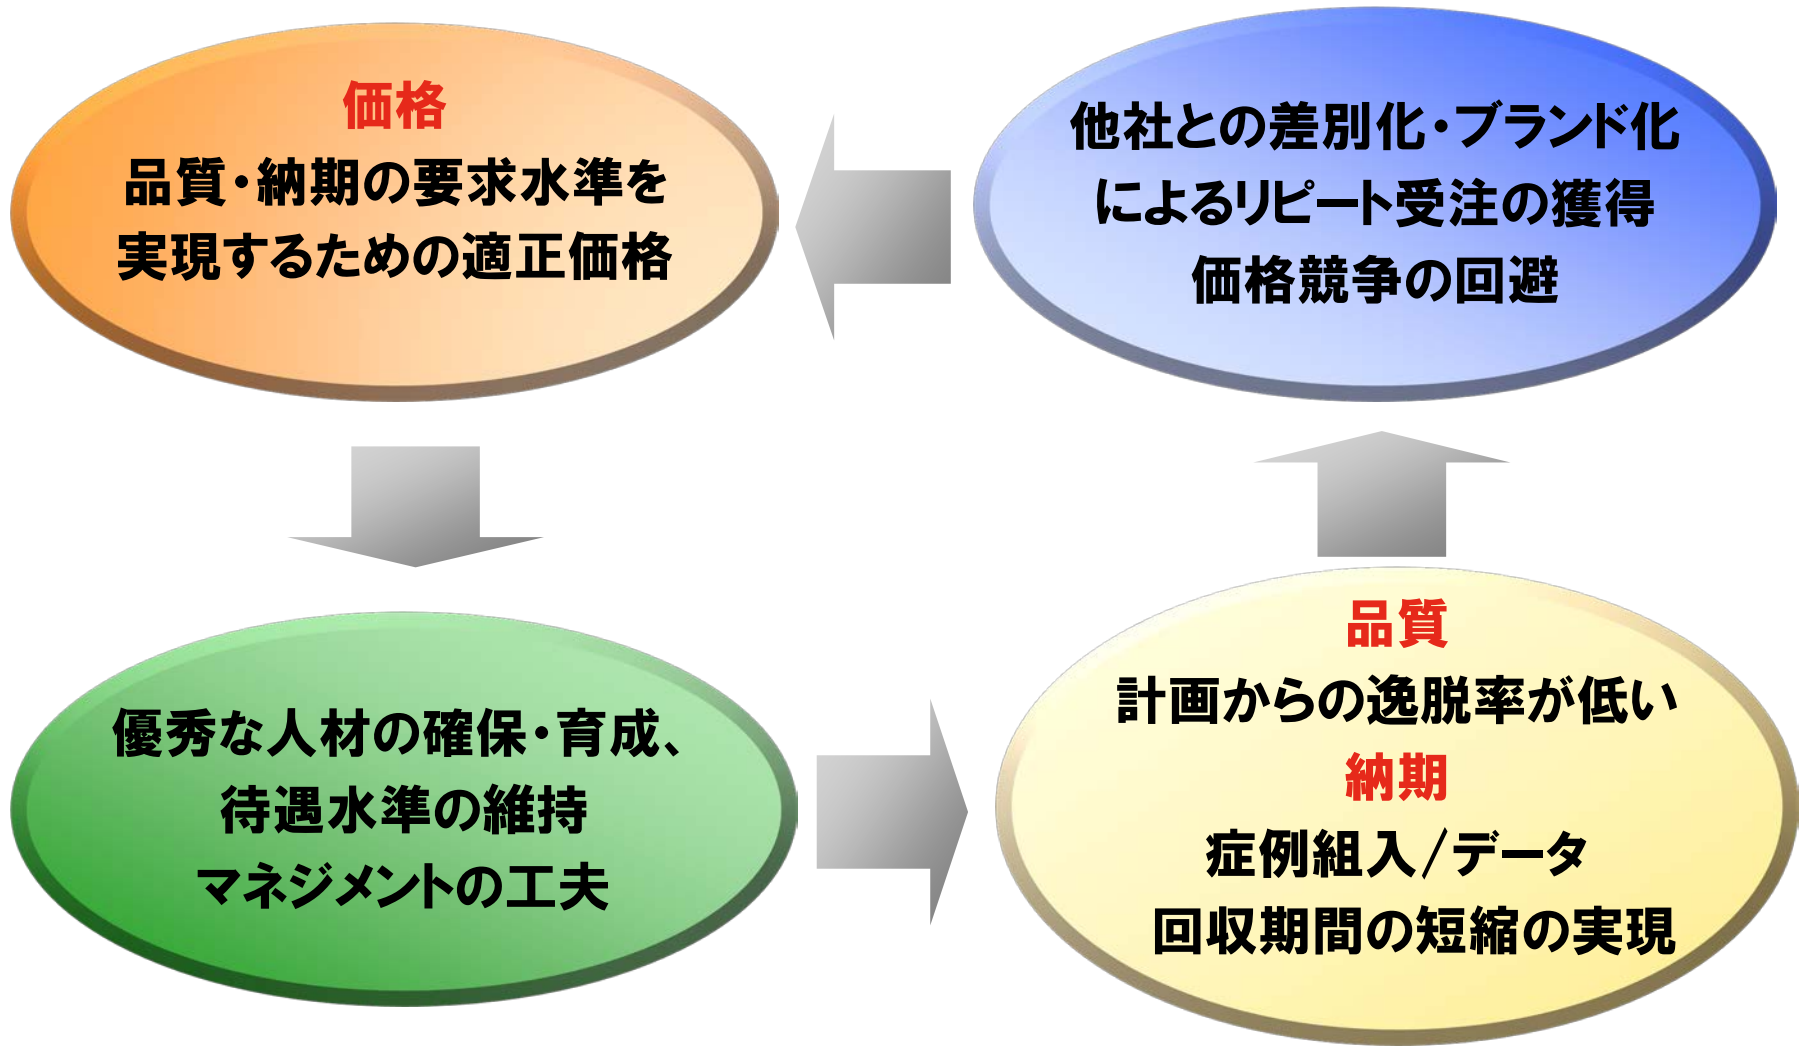 価格
品質・納期の要求水準を
実現するための適正価格
他社との差別化・ブランド化
によるリピート受注の獲得
価格競争の回避
優秀な人材の確保・育成、
待遇水準の維持
マネジメントの工夫
品質
計画からの逸脱率が低い
納期
症例組入/データ
回収期間の短縮の実現